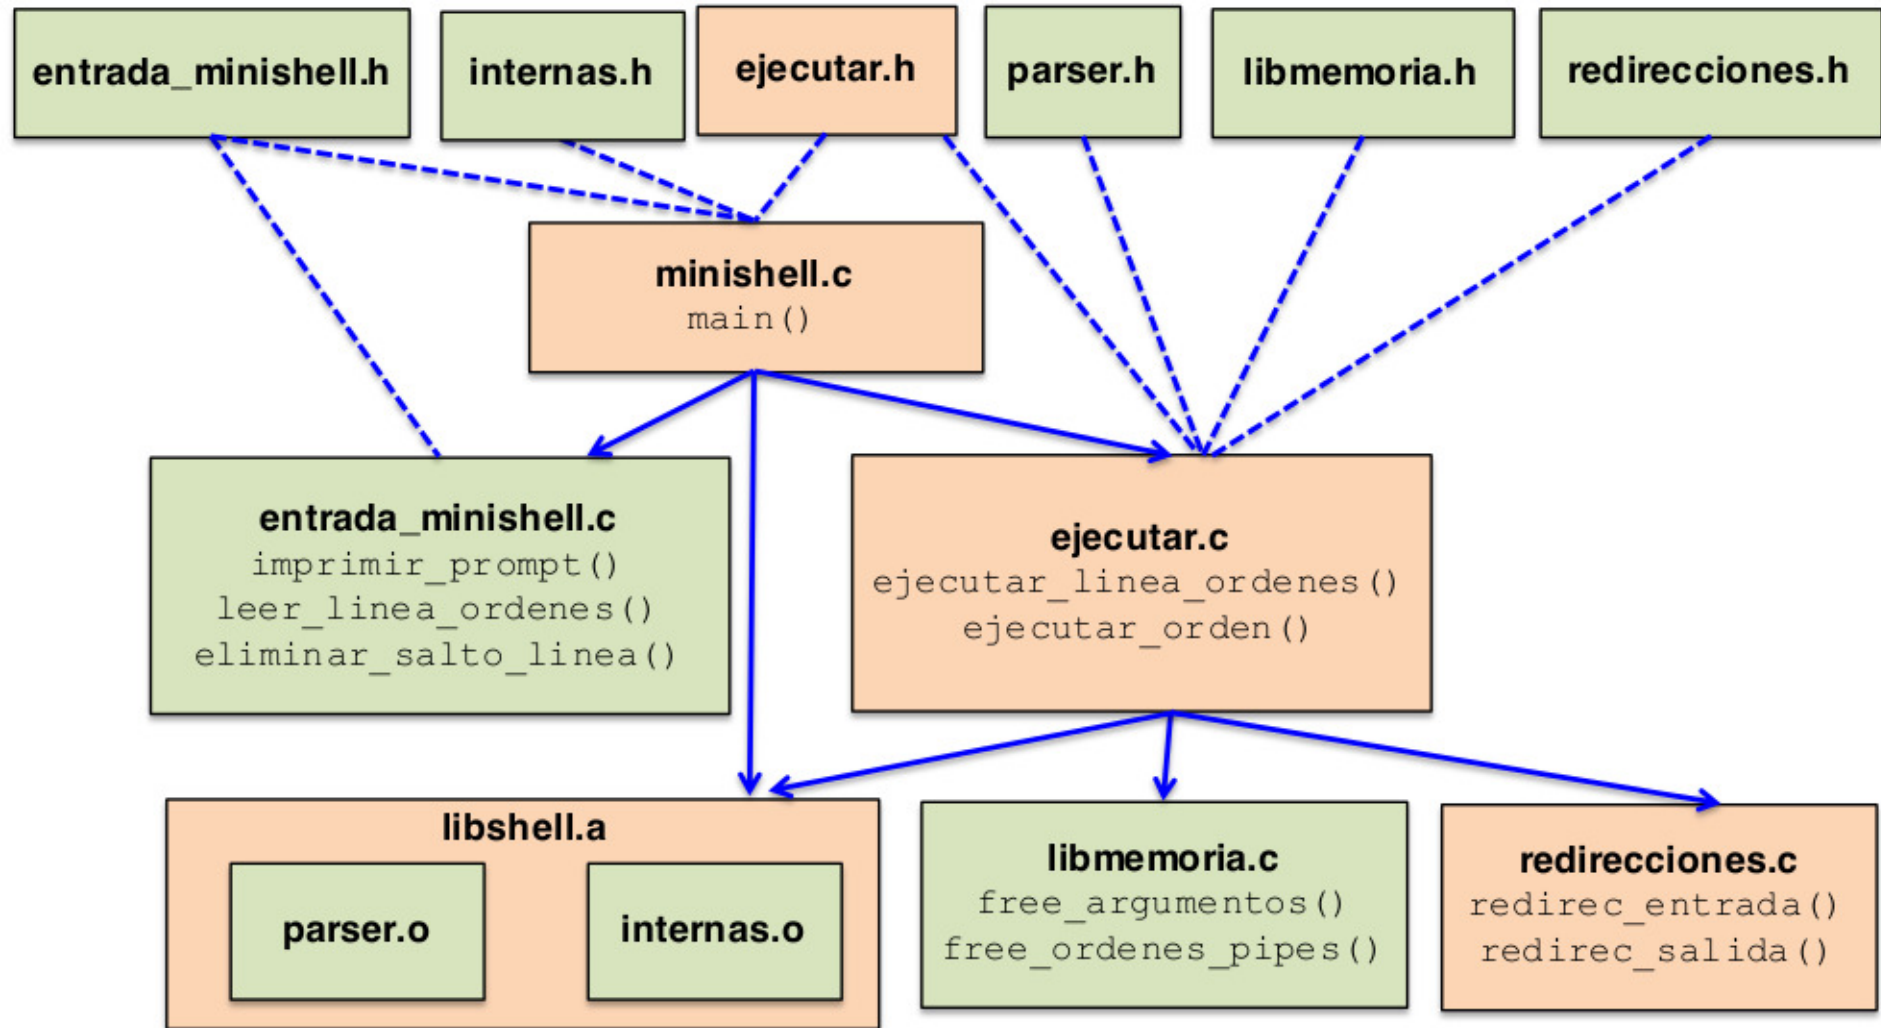 entrada_minishell.h
internas.h
ejecutar.h
parser.h
libmemoria.h
redirecciones.h
minishell.c
main()
entrada_minishell.c
imprimir_prompt()
leer_linea_ordenes()
eliminar_salto_linea()
ejecutar.c
ejecutar_linea_ordenes()
ejecutar_orden()
libshell.a
parser.o
internas.o
libmemoria.c
free_argumentos()
free_ordenes_pipes()
redirecciones.c
redirec_entrada()
redirec_salida()